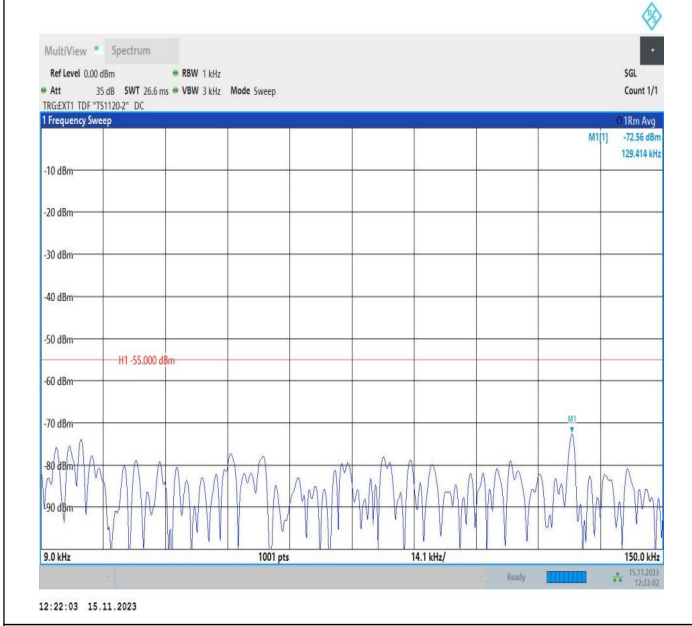 R S
MultiView Spectrum
Ref Level 0.00 dBm RBW 1 kHz SGL
Att 35 dB SWT 26.6 ms VBW 3 kHz Mode Sweep Count 1/1
TRG:EXT1 TDF "TS1120-2" DC
1 Frequency Sweep 1Rm Avg
M1[1] -72.56 dBm
129.414 kHz
-10 dBm
-20 dBm
-30 dBm
-40 dBm
-50 dBm
H1 -55.000 dBm
-60 dBm
-70 dBm
M1
-80 dBm
-90 dBm
9.0 kHz 1001 pts 14.1 kHz/ 150.0 kHz
Ready 15.11.2023
12:22:02
12:22:03 15.11.2023